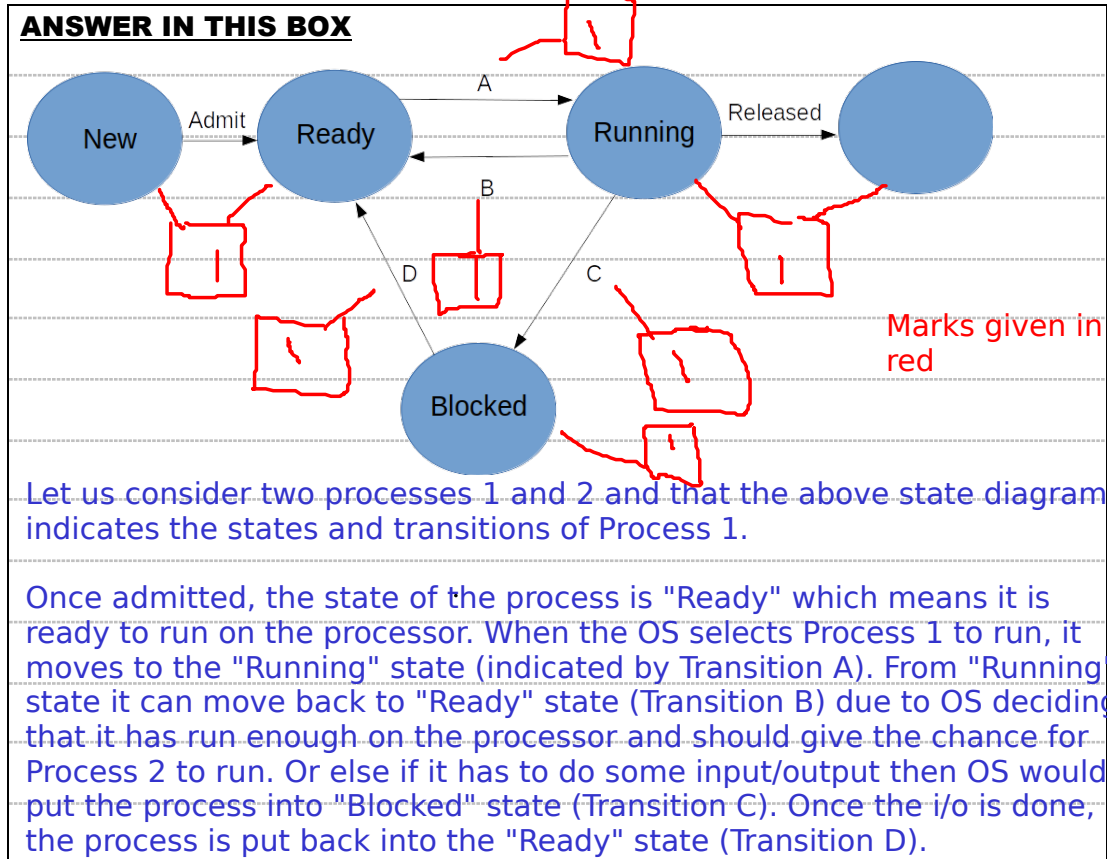 ANSWER IN THIS BOX
1
A
New
Admit
Ready
Running
Released
B
1
1
1
D
C
1
1
Marks given in
red
Blocked
1
Let us consider two processes 1 and 2 and that the above state diagram
indicates the states and transitions of Process 1.
Once admitted, the state of the process is "Ready" which means it is
ready to run on the processor. When the OS selects Process 1 to run, it
moves to the "Running" state (indicated by Transition A). From "Running"
state it can move back to "Ready" state (Transition B) due to OS deciding
that it has run enough on the processor and should give the chance for
Process 2 to run. Or else if it has to do some input/output then OS would
put the process into "Blocked" state (Transition C). Once the i/o is done,
the process is put back into the "Ready" state (Transition D).